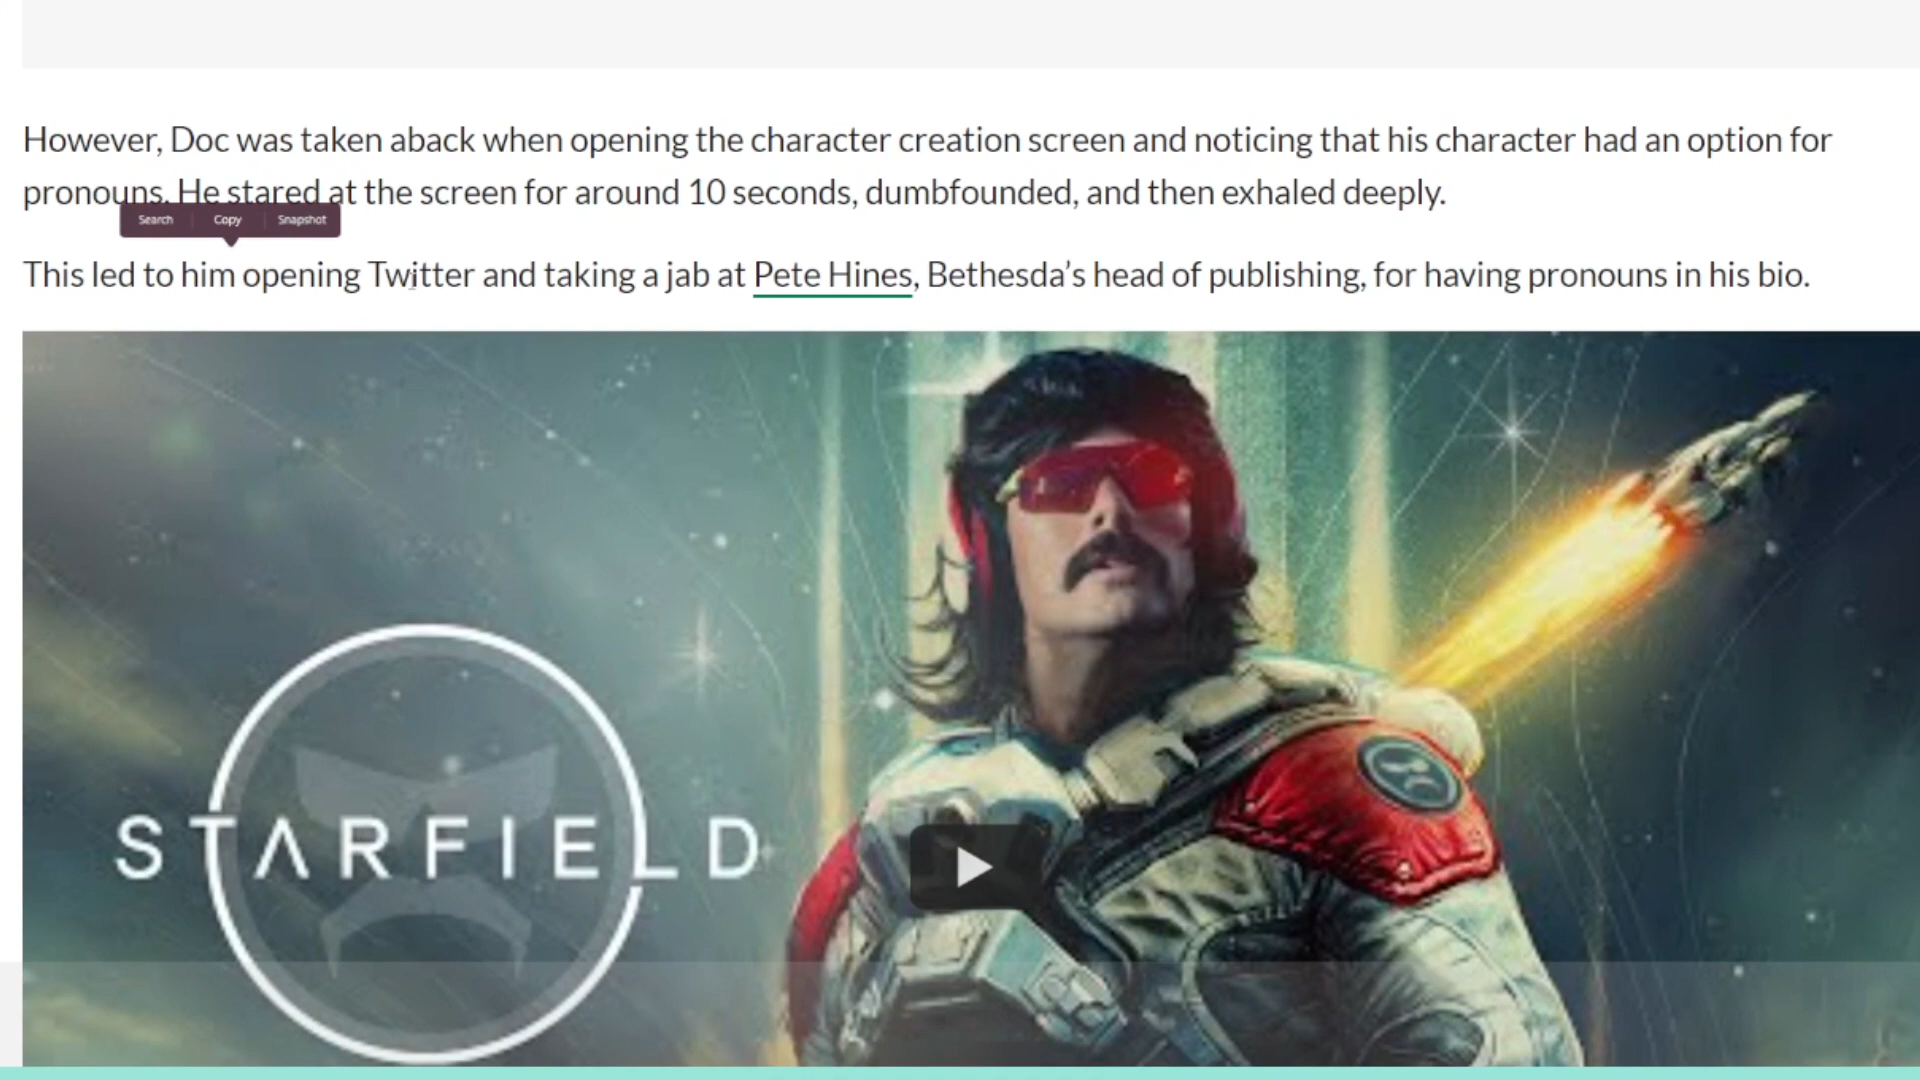 However, Doc was taken aback when opening the character creation screen and noticing that his character had an option for
pronouns. He stared at the screen for around 10 seconds, dumbfounded, and then exhaled deeply.
Search Copy Snapshot
This led to him opening Twitter and taking a jab at Pete Hines, Bethesda’s head of publishing, for having pronouns in his bio.
STARFIELD